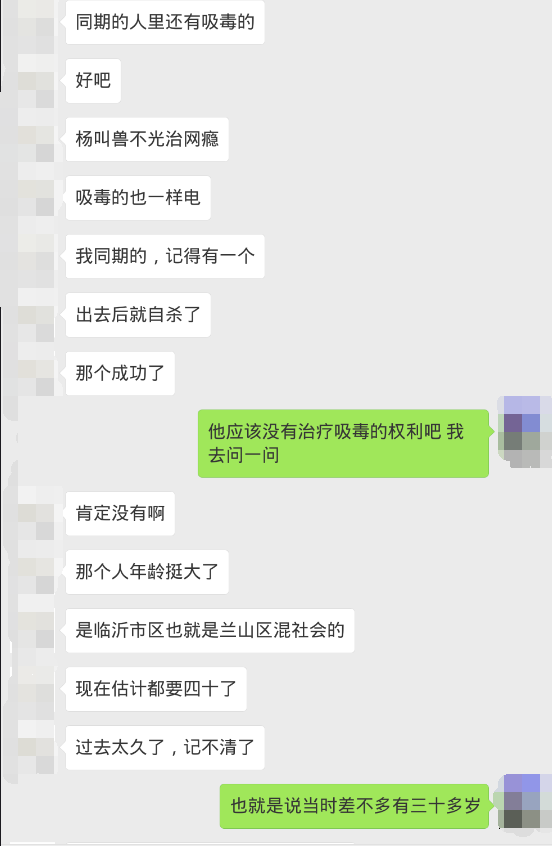 同期的人里还有吸毒的
好吧
杨叫兽不光治网瘾
吸毒的也一样电
我同期的，记得有一个
出去后就自杀了
那个成功了
他应该没有治疗吸毒的权利吧 我
去问一问
肯定没有啊
那个人年龄挺大了
是临沂市区也就是兰山区混社会的
现在估计都要四十了
过去太久了，记不清了
也就是说当时差不多有三十多岁